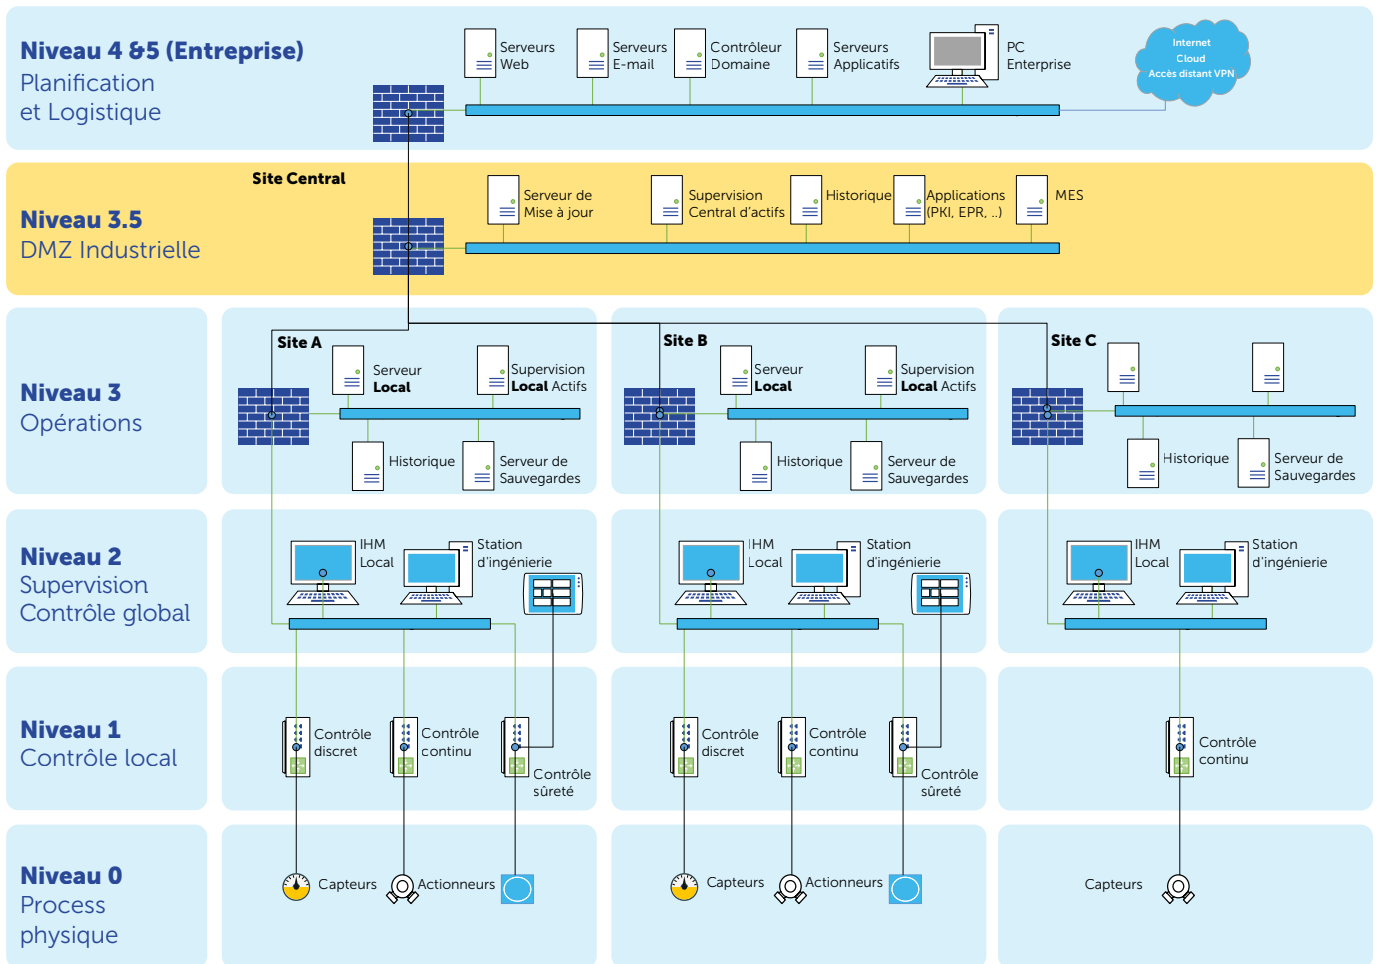 Niveau 4 &5 (Entreprise)
Planification
et Logistique
Serveurs
Web
Serveurs
E-mail
Contrôleur
Domaine
Serveurs
Applicatifs
PC
Enterprise
Internet
Cloud
Accès distant VPN
Site Central
Niveau 3.5
DMZ Industrielle
Serveur de
Mise à jour
Supervision
Central d'actifs
Historique
Applications
(PKI, EPR, ..)
MES
Niveau 3
Opérations
Site A
Serveur
Local
Supervision
Local Actifs
Historique
Serveur de
Sauvegardes
Site B
Serveur
Local
Supervision
Local Actifs
Historique
Serveur de
Sauvegardes
Site C
Historique
Serveur de
Sauvegardes
Niveau 2
Supervision
Contrôle global
IHM
Local
Station
d'ingénierie
IHM
Local
Station
d'ingénierie
IHM
Local
Station
d'ingénierie
Niveau 1
Contrôle local
Contrôle
discret
Contrôle
continu
Contrôle
sûreté
Contrôle
discret
Contrôle
continu
Contrôle
sûreté
Contrôle
continu
Niveau 0
Process
physique
Capteurs
Actionneurs
Capteurs
Actionneurs
Capteurs